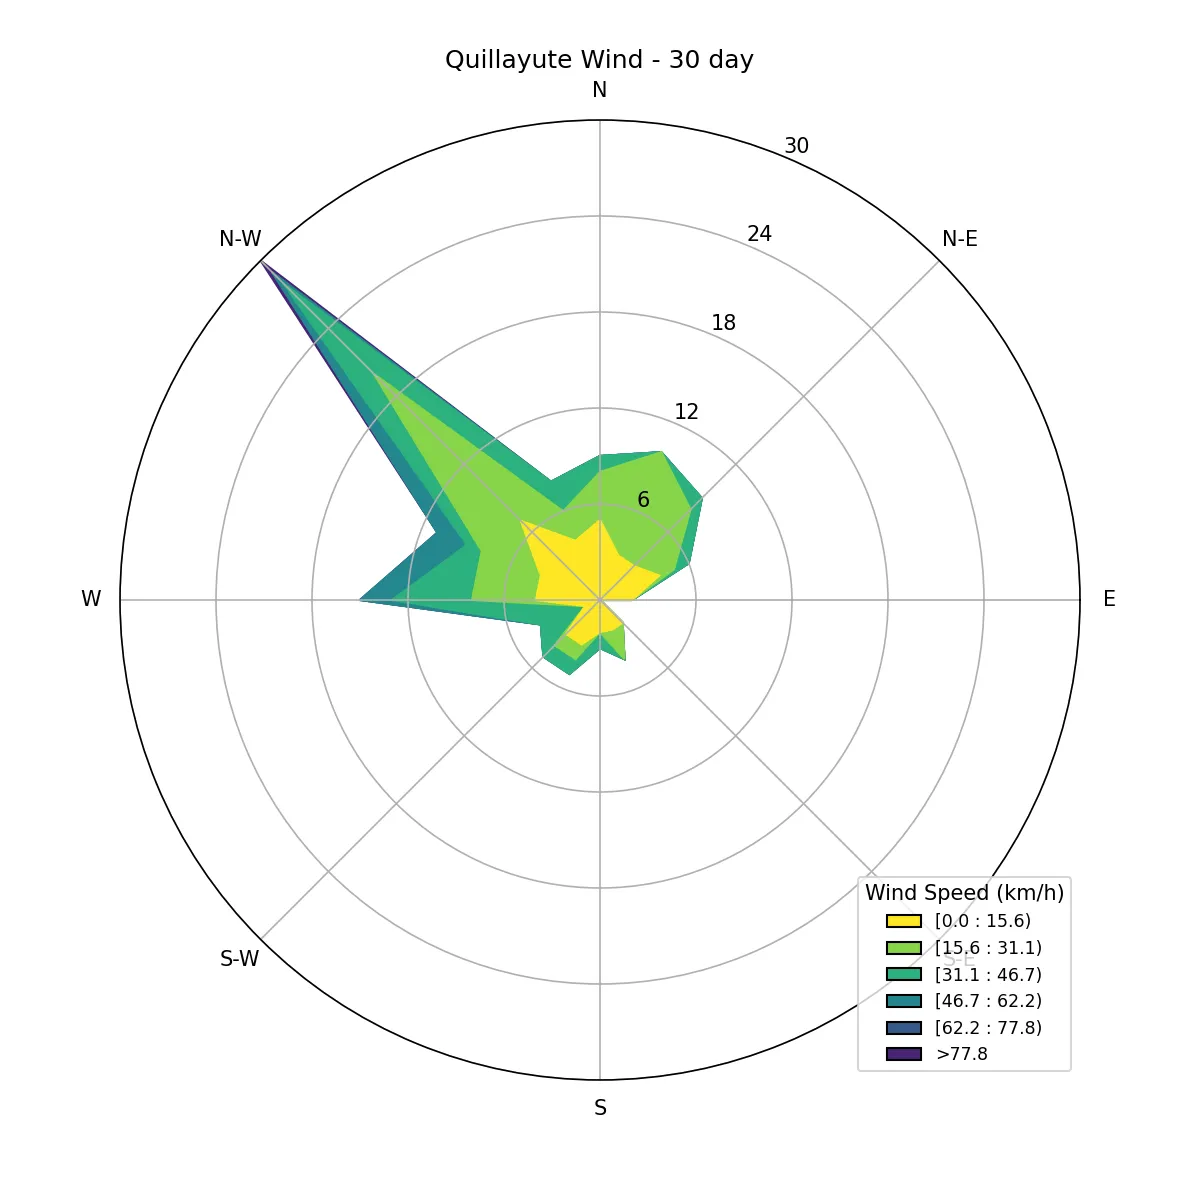 Quillayute Wind - 30 day
N
30
N-W
24
N-E
18
12
6
W
E
S-W
S-E
S
Wind Speed (km/h)
[0.0 : 15.6)
[15.6 : 31.1)
[31.1 : 46.7)
[46.7 : 62.2)
[62.2 : 77.8)
>77.8